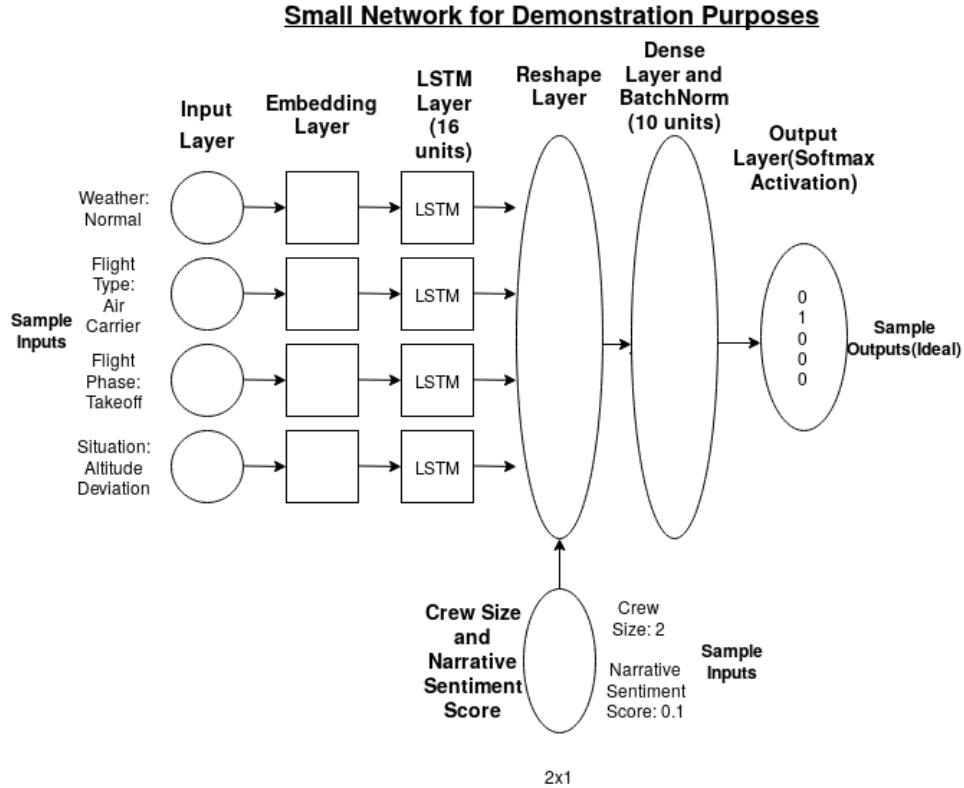 Small Network for Demonstration Purposes
Input
Layer
Embedding
Layer
LSTM
Layer
(16
units)
Reshape
Layer
Dense
Layer and
BatchNorm
(10 units)
Output
Layer(Softmax
Activation)
Sample
Inputs
Weather:
Normal
LSTM
Flight
Type:
Air
Carrier
LSTM
Flight
Phase:
Takeoff
LSTM
Situation:
Altitude
Deviation
LSTM
0
1
0
0
0
Sample
Outputs(Ideal)
Crew Size
and
Narrative
Sentiment
Score
Crew
Size: 2
Narrative
Sentiment
Score: 0.1
Sample
Inputs
2x1